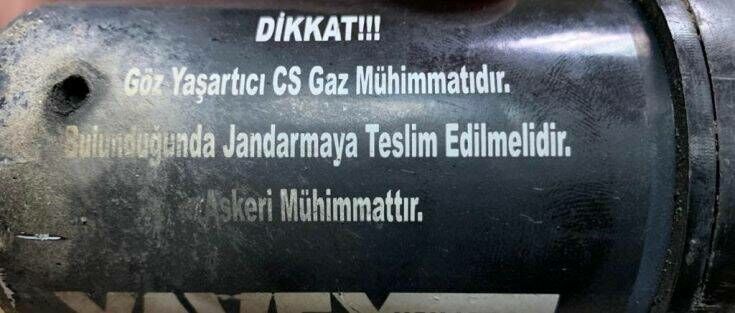 DİKKAT!!!
Göz Yaşartıcı CS Gaz Mühimmatıdır.
Bulunduğunda Jandarmaya Teslim Edilmelidir.
Askeri Mühimmattır.